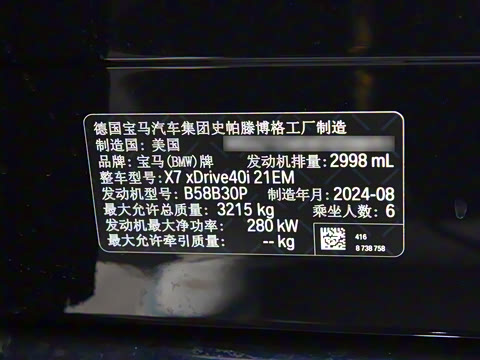 德国宝马汽车集团史帕滕博格工厂制造
制造国: 美国
品牌: 宝马(BMW)牌 发动机排量: 2998 mL
整车型号: X7 xDrive40i 21EM
发动机型号: B58B30P 制造年月: 2024-08
最大允许总质量: 3215 kg 乘坐人数: 6
发动机最大净功率: 280 kW
最大允许牵引质量: -- kg
416
8 738 758